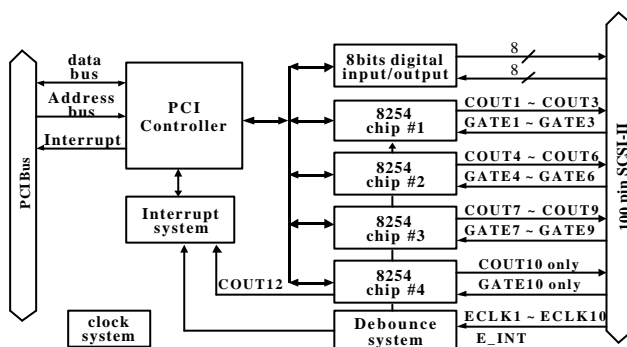 data
bus
Address
bus
Interrupt
PCI Bus
PCI
Controller
Interrupt
system
clock
system
COUT12
8bits digital
input/output
8
8
8254
chip #1
COUT1 ~ COUT3
GATE1 ~ GATE3
8254
chip #2
COUT4 ~ COUT6
GATE4 ~ GATE6
8254
chip #3
COUT7 ~ COUT9
GATE7 ~ GATE9
8254
chip #4
COUT10 only
GATE10 only
Debounce
system
ECLK1 ~ ECLK10
E_INT
100 pin SCSI-II